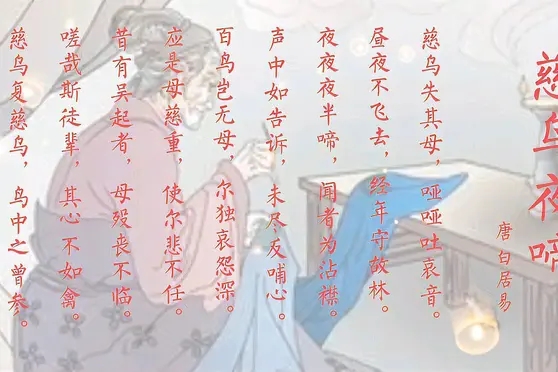 慈乌夜啼
唐 白居易
慈乌失其母，哑哑吐哀音。
昼夜不飞去，经年守故林。
夜夜夜半啼，闻者为沾襟。
声中如告诉，未尽反哺心。
百鸟岂无母，尔独哀怨深。
应是母慈重，使尔悲不任。
昔有吴起者，母殁丧不临。
嗟哉斯徒辈，其心不如禽。
慈乌复慈乌，鸟中之曾参。